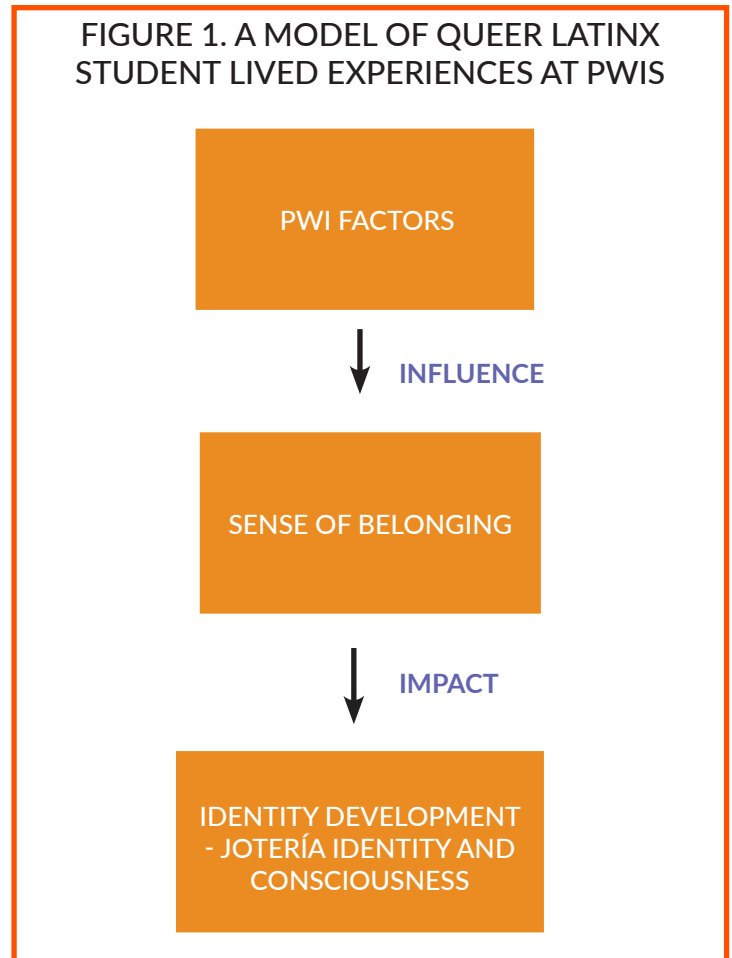 FIGURE 1. A MODEL OF QUEER LATINX
STUDENT LIVED EXPERIENCES AT PWIS
PWI FACTORS
INFLUENCE
SENSE OF BELONGING
IMPACT
IDENTITY DEVELOPMENT
- JOTERÍA IDENTITY AND
CONSCIOUSNESS